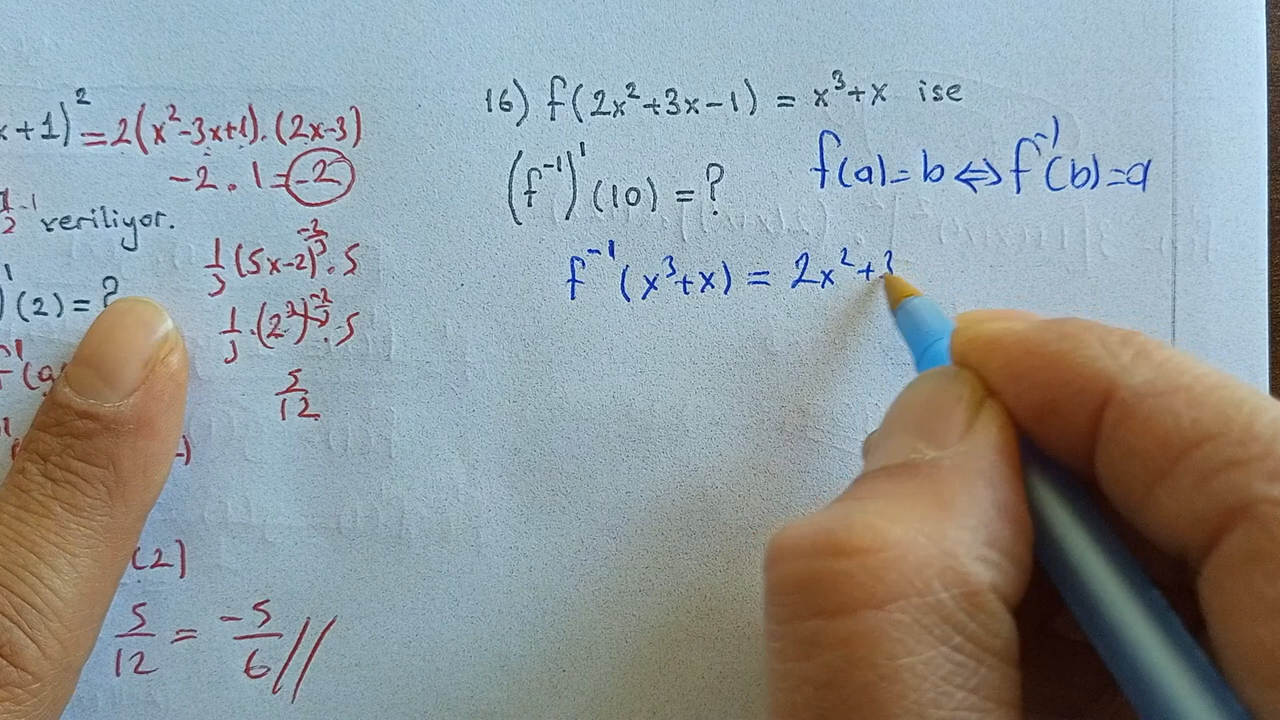 x+1)² = 2(x²-3x+1).(2x-3)
-2.1=-2
veriliyor.
(2) = ?
1/3 (5x-2)^(-2/3).5
1/3.(2³)^(-2/3).5
5/12
(2)
5/12 = -5/6 //
16) f(2x²+3x-1) = x³+x ise
(f⁻¹)'(10) = ?
f(a)=b⇔f⁻¹(b)=a
f⁻¹(x³+x) = 2x²+3